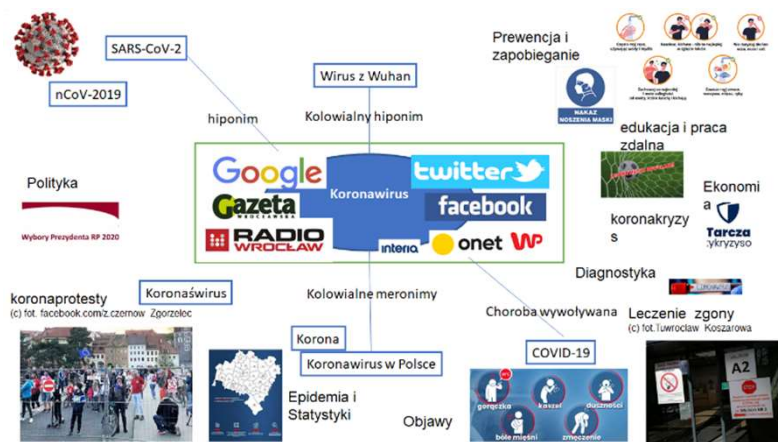 SARS-CoV-2
nCoV-2019
Wirus z Wuhan
Prewencja i
zapobieganie
NAKAZ
NOSZENIA MASKI
hiponim
Kolowialny hiponim
edukacja i praca
zdalna
Google
twitter
Koronawirus
Gazeta
WROCŁAWSKA
facebook
RADIO
WROCŁAW
interia
onet
WP
Polityka
Wybory Prezydenta RP 2020
Ekonomi
a
koronakryzy
s
Tarcza
:ykryzyso
Diagnostyka
koronaprotesty
(c) fot. facebook.com/z.czernow Zgorzelec
Koronaświrus
Kolowialne meronimy
Choroba wywoływana
Leczenie zgony
(c) fot.Tuwroclaw Koszarowa
Korona
Koronawirus w Polsce
COVID-19
Epidemia i
Statystyki
Objawy
gorączka
kaszel
duszności
bóle mięśni
zmęczenie
A2
STOP